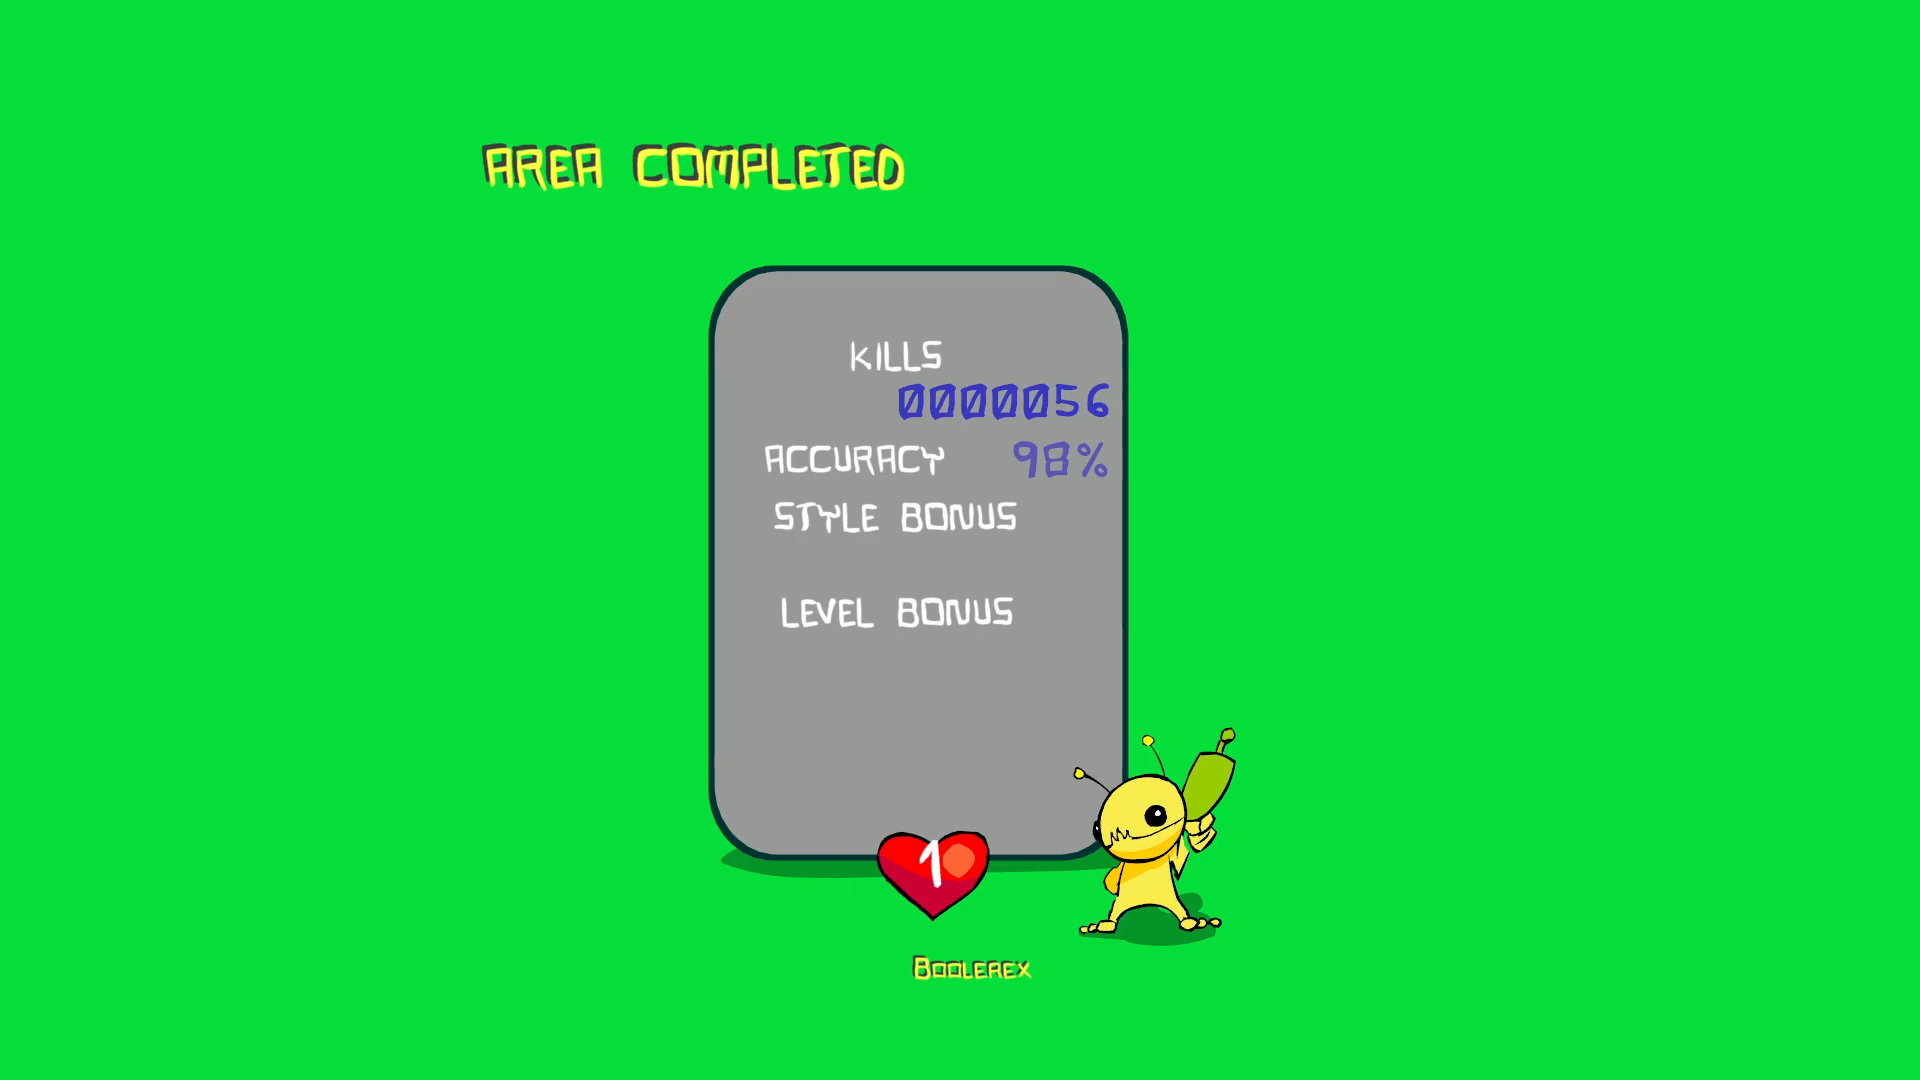 AREA COMPLETED
KILLS
0000056
ACCURACY 98%
STYLE BONUS
LEVEL BONUS
1
BOOLEREX